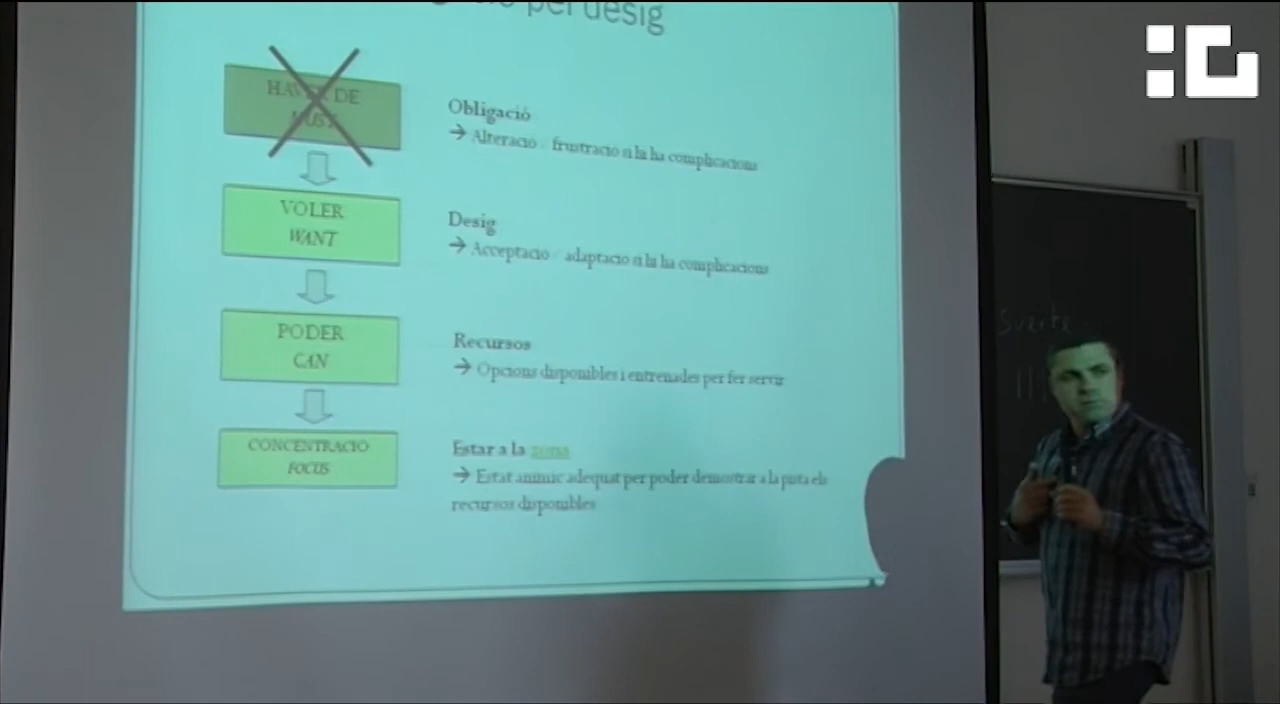 per desig
HAVER DE
MUST
Obligació
→ Alteració / frustració si hi ha complicacions
VOLER
WANT
Desig
→ Acceptació / adaptació si hi ha complicacions
PODER
CAN
Recursos
→ Opcions disponibles i entrenades per fer servir
CONCENTRACIÓ
FOCUS
Estar a la zona
→ Estat anímic adequat per poder demostrar a la pista els
recursos disponibles
Suerte